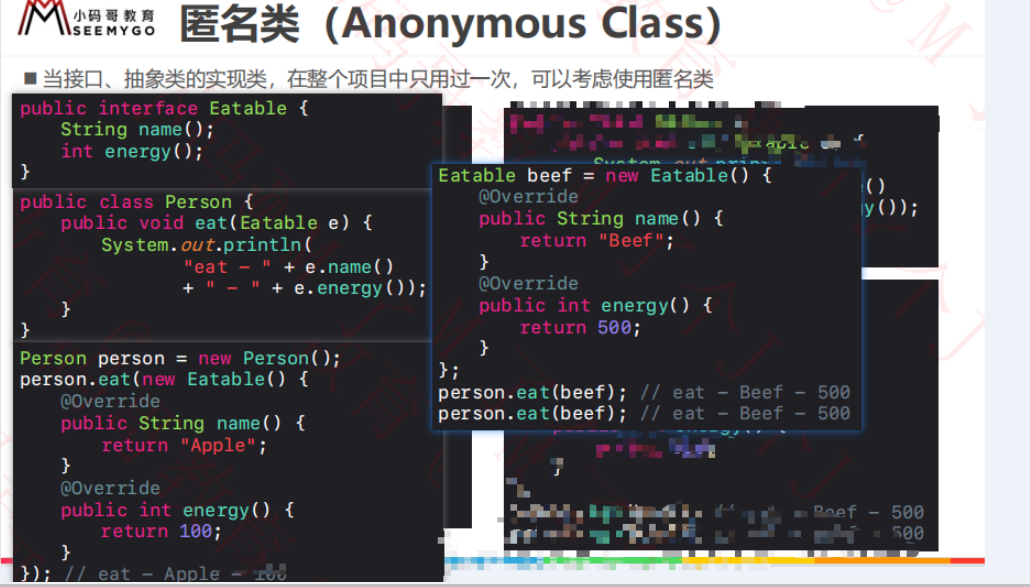 小码哥教育
SEEMYGO
匿名类（Anonymous Class）
■ 当接口、抽象类的实现类，在整个项目中只用过一次，可以考虑使用匿名类
public interface Eatable {
    String name();
    int energy();
}
public class Person {
    public void eat(Eatable e) {
        System.out.println(
                "eat - " + e.name()
                + " - " + e.energy());
    }
}
Person person = new Person();
person.eat(new Eatable() {
    @Override
    public String name() {
        return "Apple";
    }
    @Override
    public int energy() {
        return 100;
    }
}); // eat - Apple - 100
Eatable beef = new Eatable() {
    @Override
    public String name() {
        return "Beef";
    }
    @Override
    public int energy() {
        return 500;
    }
};
person.eat(beef); // eat - Beef - 500
person.eat(beef); // eat - Beef - 500
()
());
}
Beef - 500
500